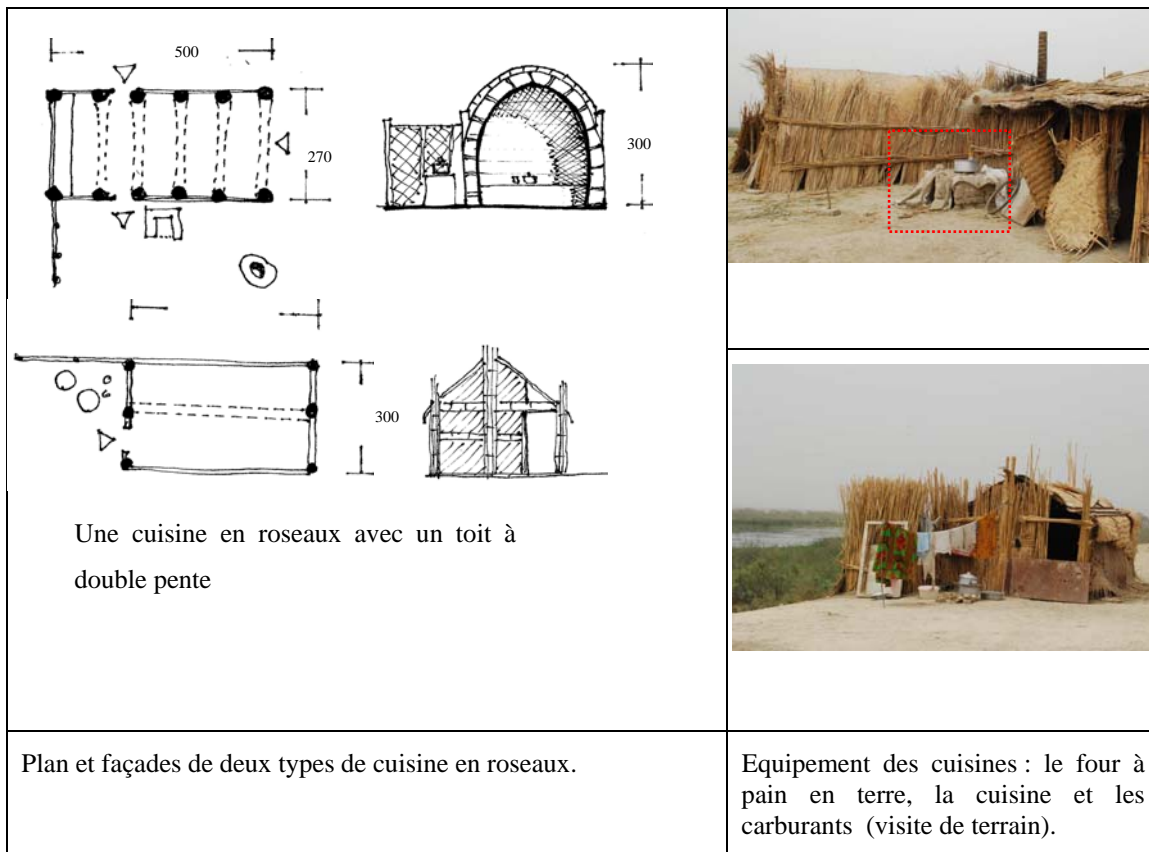 500
270
300
300
Une cuisine en roseaux avec un toit à
double pente
Plan et façades de deux types de cuisine en roseaux.
Equipement des cuisines : le four à
pain en terre, la cuisine et les
carburants (visite de terrain).